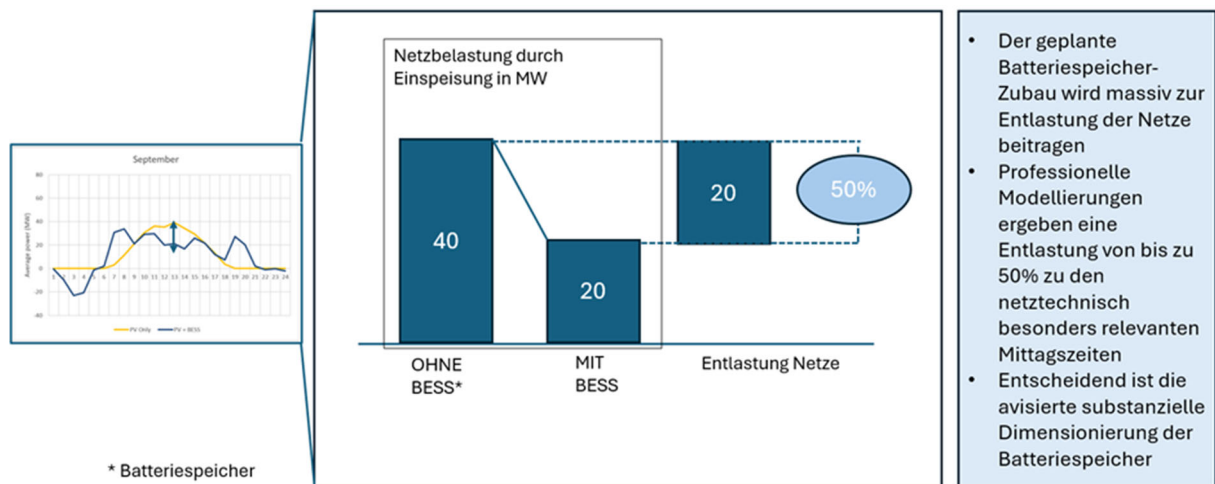 September
Average power (MW)
80
60
40
20
0
-20
-40
1 2 3 4 5 6 7 8 9 10 11 12 13 14 15 16 17 18 19 20 21 22 23 24
PV Only PV + BESS
* Batteriespeicher
Netzbelastung durch
Einspeisung in MW
40
20
20
50%
OHNE
BESS*
MIT
BESS
Entlastung Netze
• Der geplante
Batteriespeicher-
Zubau wird massiv zur
Entlastung der Netze
beitragen
• Professionelle
Modellierungen
ergeben eine
Entlastung von bis zu
50% zu den
netztechnisch
besonders relevanten
Mittagszeiten
• Entscheidend ist die
avisierte substanzielle
Dimensionierung der
Batteriespeicher